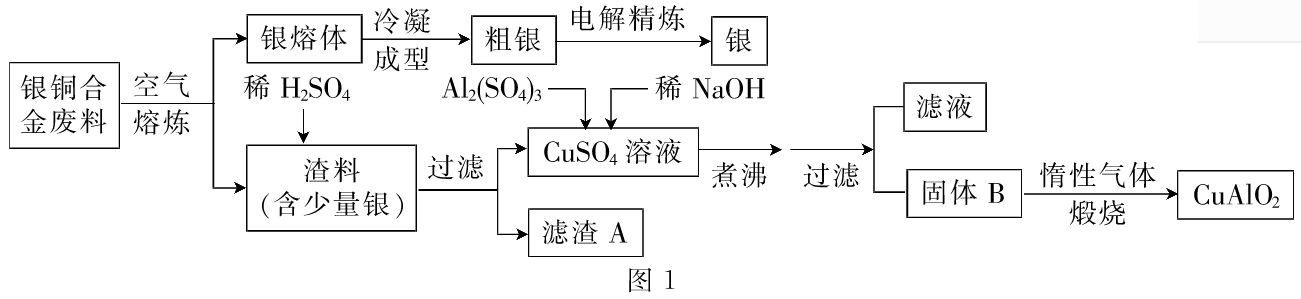 银铜合
金废料
空气
熔炼
银熔体
冷凝
成型
粗银
电解精炼
银
稀 H₂SO₄
渣料
(含少量银)
过滤
Al₂(SO₄)₃
稀 NaOH
CuSO₄ 溶液
滤渣 A
煮沸
过滤
滤液
固体 B
惰性气体
煅烧
CuAlO₂
图 1